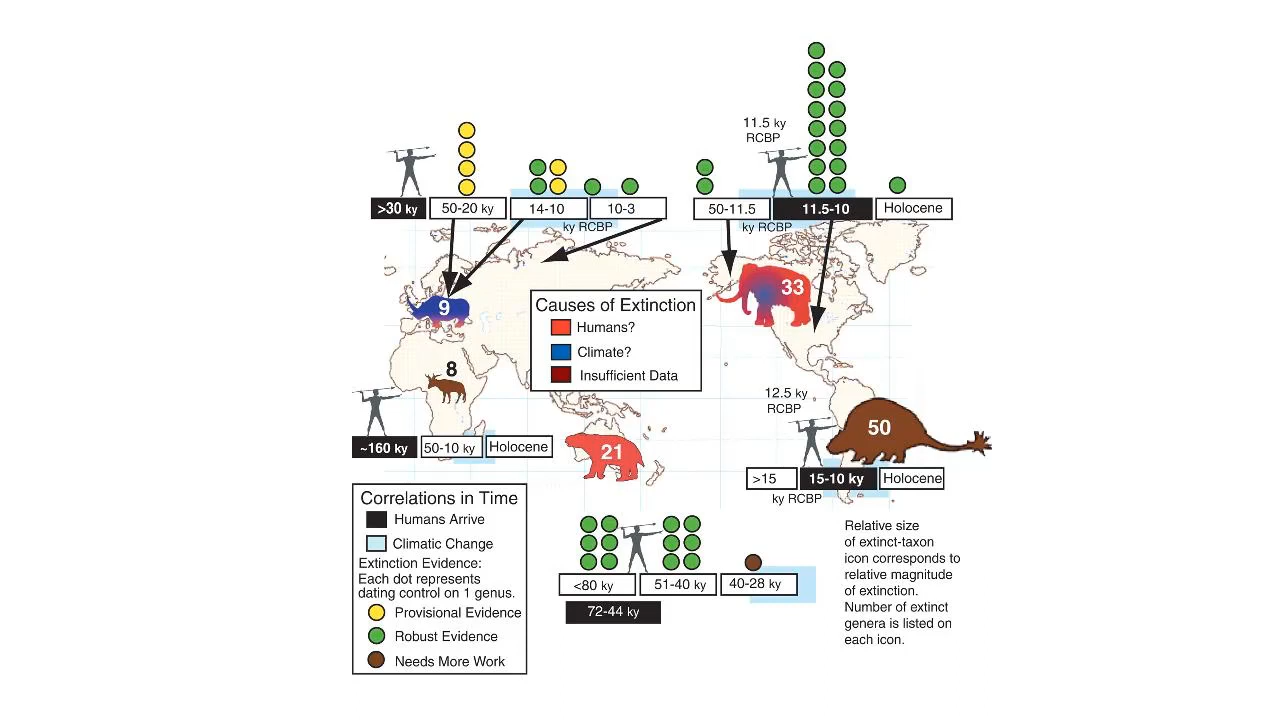 11.5 ky
RCBP
>30 ky
50-20 ky
14-10
10-3
ky RCBP
50-11.5
11.5-10
Holocene
ky RCBP
9
33
Causes of Extinction
Humans?
Climate?
Insufficient Data
8
12.5 ky
RCBP
~160 ky
50-10 ky
Holocene
21
50
>15
15-10 ky
Holocene
ky RCBP
Correlations in Time
Humans Arrive
Climatic Change
Extinction Evidence:
Each dot represents
dating control on 1 genus.
Provisional Evidence
Robust Evidence
Needs More Work
<80 ky
51-40 ky
40-28 ky
72-44 ky
Relative size
of extinct-taxon
icon corresponds to
relative magnitude
of extinction.
Number of extinct
genera is listed on
each icon.